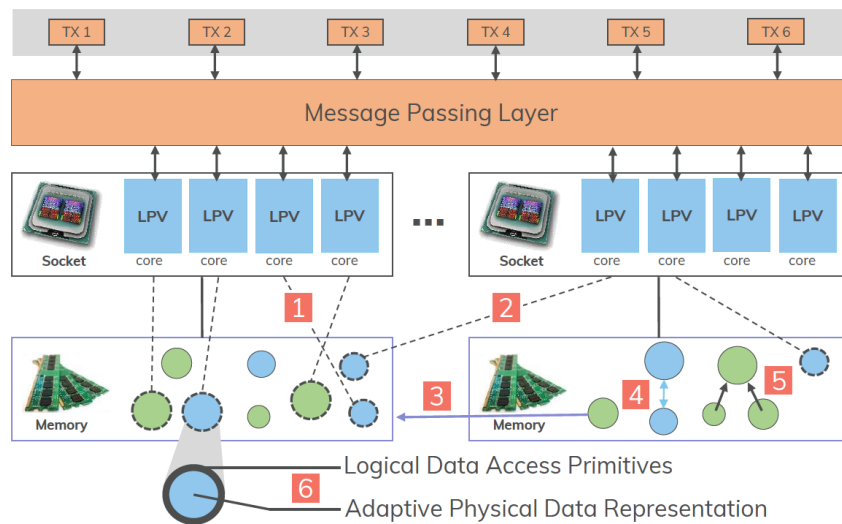 TX 1 TX 2 TX 3 TX 4 TX 5 TX 6
Message Passing Layer
LPV LPV LPV LPV ... LPV LPV LPV LPV
Socket core core core core Socket core core core core
1 2
3 4 5
Memory Memory
Logical Data Access Primitives
6
Adaptive Physical Data Representation